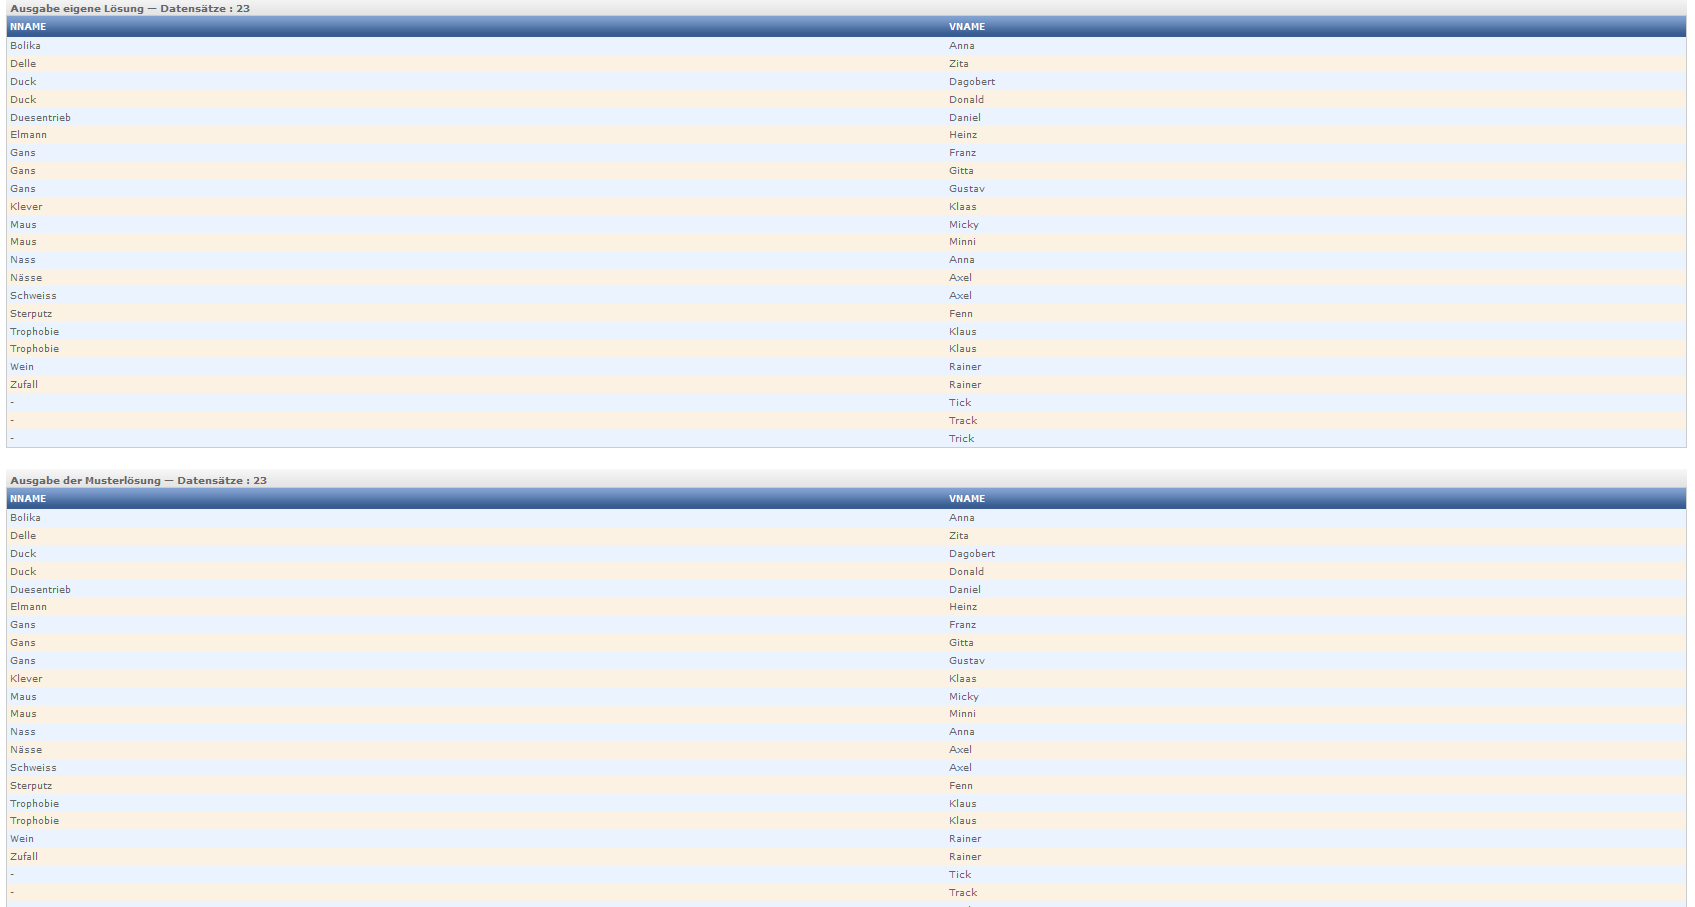 Ausgabe eigene Lösung — Datensätze : 23
NNAME VNAME
Bolika Anna
Delle Zita
Duck Dagobert
Duck Donald
Duesentrieb Daniel
Elmann Heinz
Gans Franz
Gans Gitta
Gans Gustav
Klever Klaas
Maus Micky
Maus Minni
Nass Anna
Nässe Axel
Schweiss Axel
Sterputz Fenn
Trophobie Klaus
Trophobie Klaus
Wein Rainer
Zufall Rainer
- Tick
- Track
- Trick
Ausgabe der Musterlösung — Datensätze : 23
NNAME VNAME
Bolika Anna
Delle Zita
Duck Dagobert
Duck Donald
Duesentrieb Daniel
Elmann Heinz
Gans Franz
Gans Gitta
Gans Gustav
Klever Klaas
Maus Micky
Maus Minni
Nass Anna
Nässe Axel
Schweiss Axel
Sterputz Fenn
Trophobie Klaus
Trophobie Klaus
Wein Rainer
Zufall Rainer
- Tick
- Track